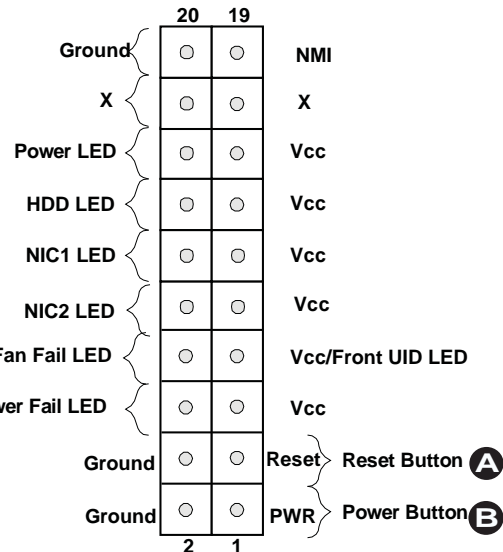 20 19
Ground NMI
X X
Power LED Vcc
HDD LED Vcc
NIC1 LED Vcc
NIC2 LED Vcc
Fan Fail LED Vcc/Front UID LED
Fail LED Vcc
Ground Reset Reset Button A
Ground PWR Power Button B
2 1